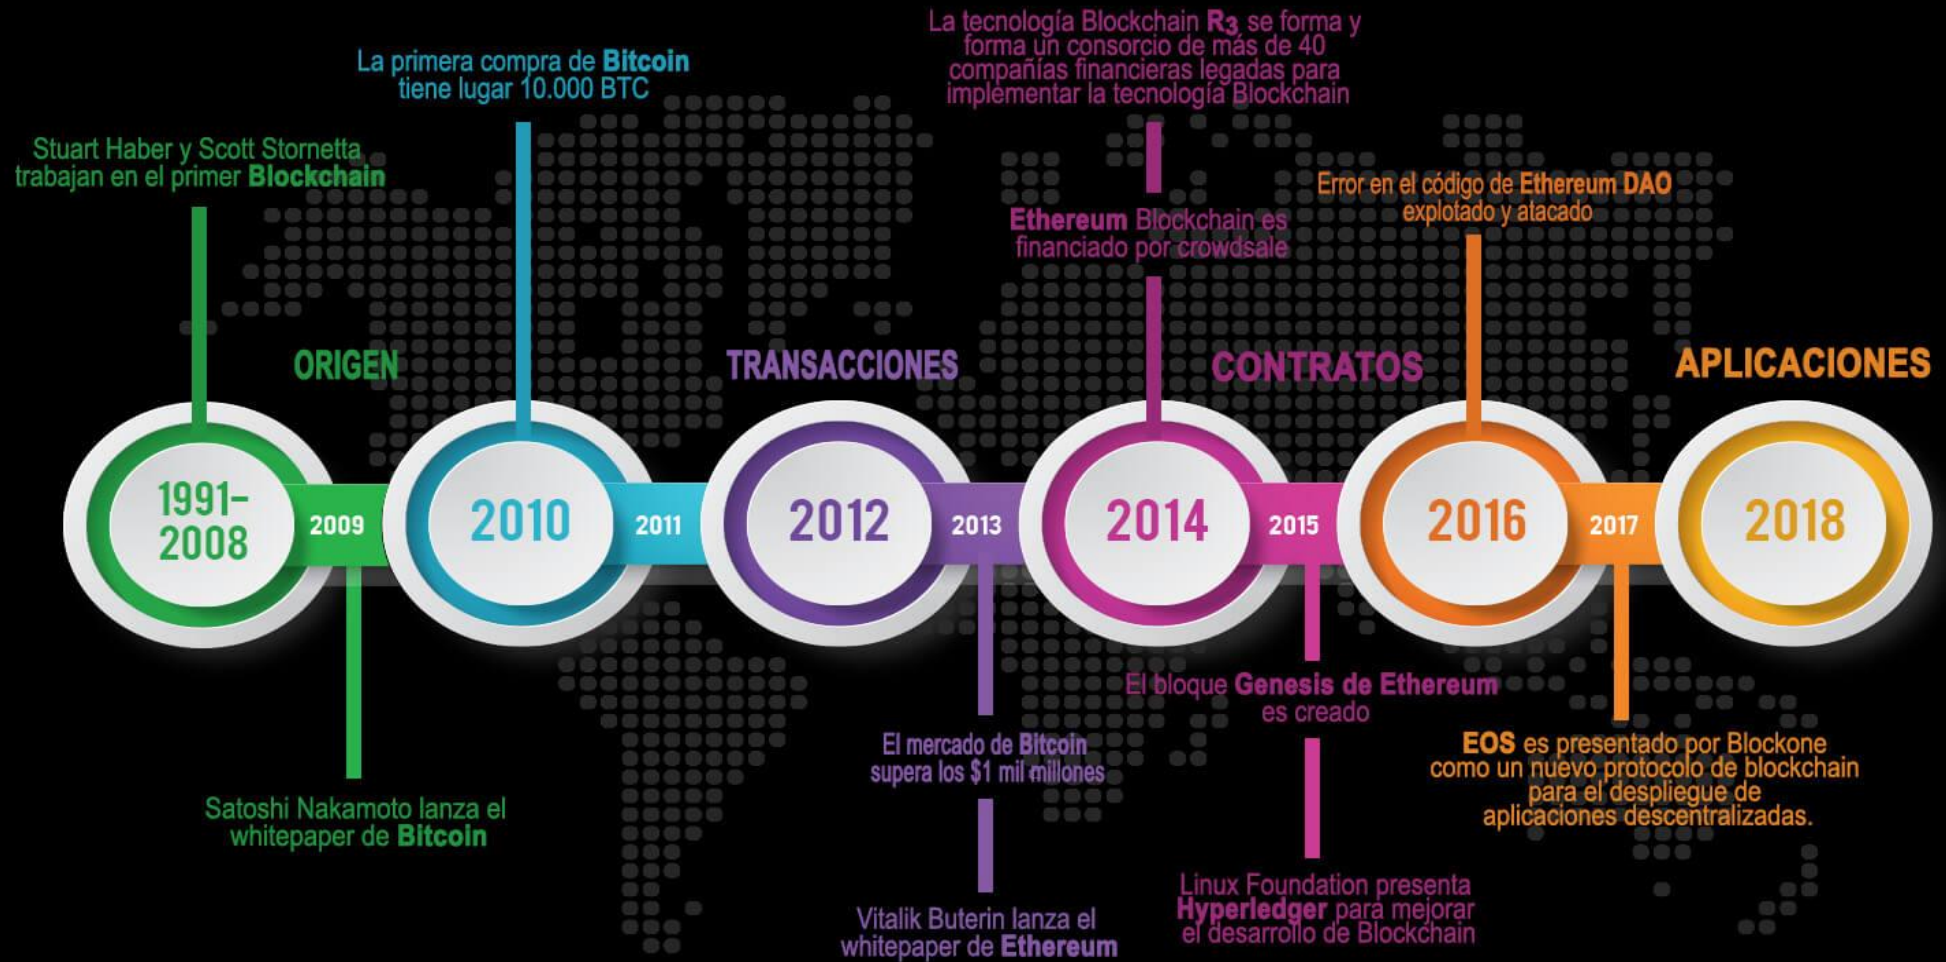 La tecnología Blockchain R3, se forma y
forma un consorcio de más de 40
compañías financieras legadas para
implementar la tecnología Blockchain
La primera compra de Bitcoin
tiene lugar 10.000 BTC
Stuart Haber y Scott Stornetta
trabajan en el primer Blockchain
Error en el código de Ethereum DAO
explotado y atacado
Ethereum Blockchain es
financiado por crowdsale
ORIGEN
TRANSACCIONES
CONTRATOS
APLICACIONES
1991-
2008
2009
2010
2011
2012
2013
2014
2015
2016
2017
2018
El bloque Genesis de Ethereum
es creado
El mercado de Bitcoin
supera los $1 mil millones
EOS es presentado por Blockone
como un nuevo protocolo de blockchain
para el despliegue de
aplicaciones descentralizadas.
Satoshi Nakamoto lanza el
whitepaper de Bitcoin
Linux Foundation presenta
Hyperledger para mejorar
el desarrollo de Blockchain
Vitalik Buterin lanza el
whitepaper de Ethereum